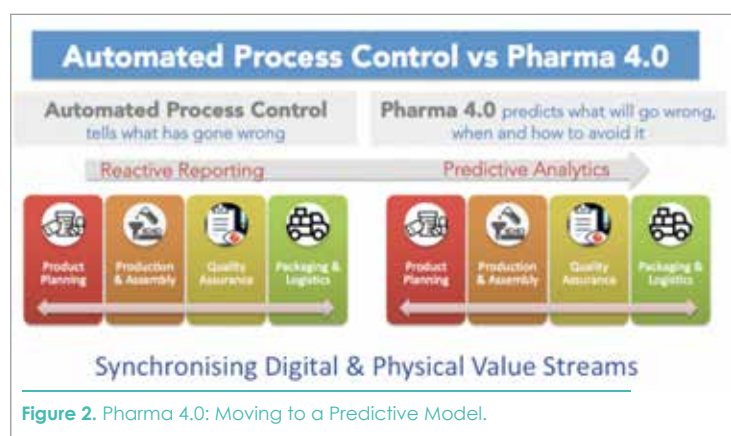 Automated Process Control vs Pharma 4.0
Automated Process Control
tells what has gone wrong
Pharma 4.0 predicts what will go wrong,
when and how to avoid it
Reactive Reporting
Predictive Analytics
Product
Planning
Production
& Assembly
Quality
Assurance
Packaging &
Logistics
Product
Planning
Production
& Assembly
Quality
Assurance
Packaging &
Logistics
Synchronising Digital & Physical Value Streams
Figure 2. Pharma 4.0: Moving to a Predictive Model.